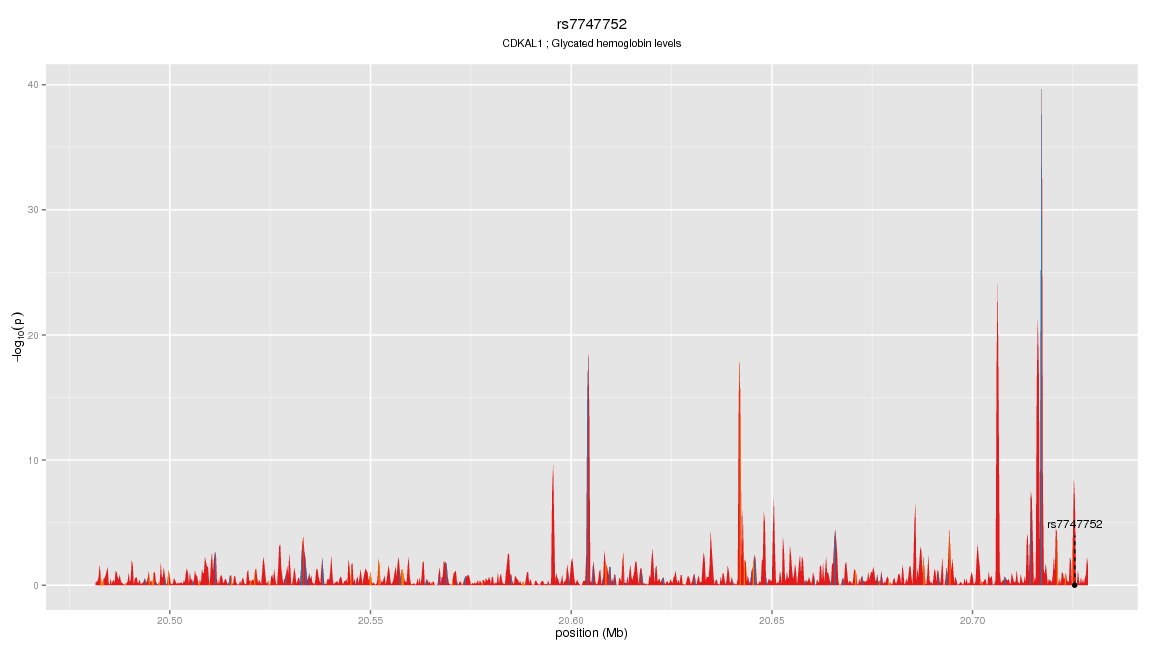 rs7747752
CDKAL1 ; Glycated hemoglobin levels
40
30
20
10
0
−log10(p)
rs7747752
20.50 20.55 20.60 20.65 20.70
position (Mb)